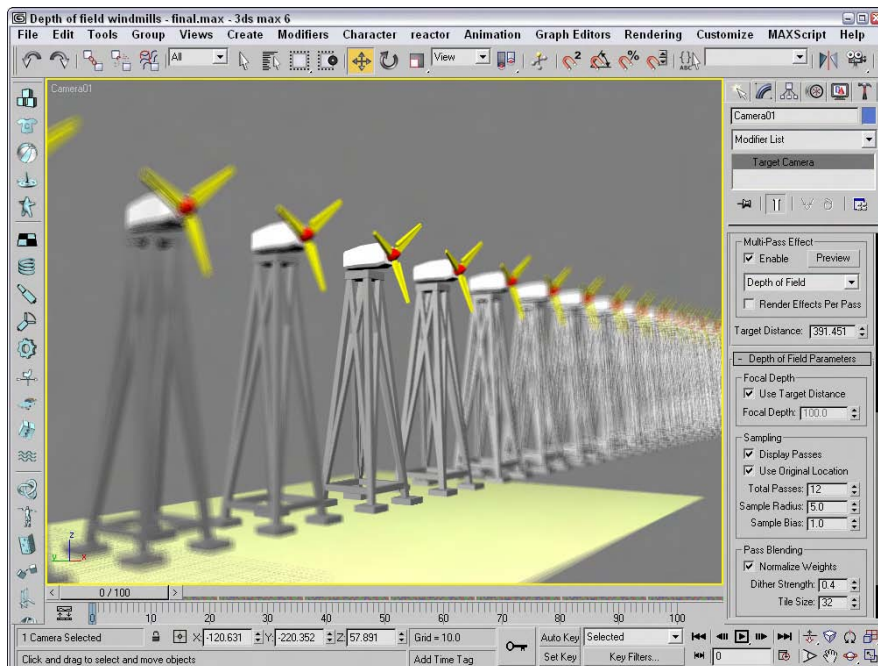 Depth of field windmills - final.max - 3ds max 6
File Edit Tools Group Views Create Modifiers Character reactor Animation Graph Editors Rendering Customize MAXScript Help
All
View
Camera01
Camera01
Modifier List
Target Camera
Multi-Pass Effect
Enable Preview
Depth of Field
Render Effects Per Pass
Target Distance: 391.451
- Depth of Field Parameters
Focal Depth
Use Target Distance
Focal Depth: 100.0
Sampling
Display Passes
Use Original Location
Total Passes: 12
Sample Radius: 5.0
Sample Bias: 1.0
Pass Blending
Normalize Weights
Dither Strength: 0.4
Tile Size: 32
z
y x
< 0 / 100 >
0 10 20 30 40 50 60 70 80 90 100
1 Camera Selected X: -120.631 Y: -220.352 Z: 57.891 Grid = 10.0 Auto Key Selected
Click and drag to select and move objects Add Time Tag Set Key Key Filters... 0